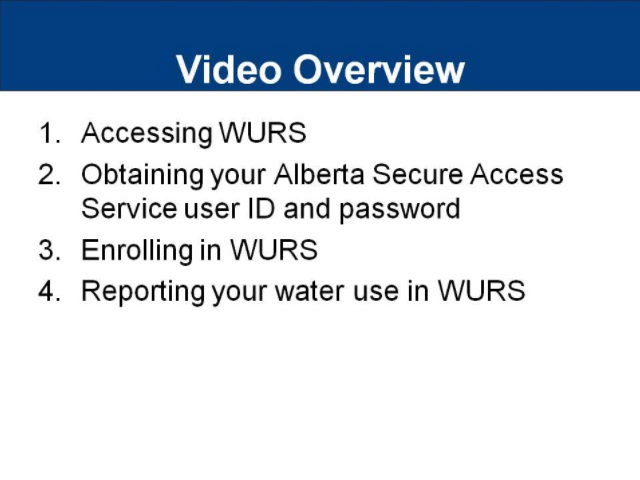 Video Overview
1. Accessing WURS
2. Obtaining your Alberta Secure Access
Service user ID and password
3. Enrolling in WURS
4. Reporting your water use in WURS